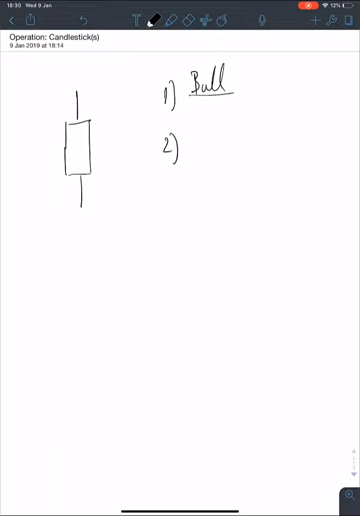 18:30 Wed 9 Jan
12%
Operation: Candlestick(s)
9 Jan 2019 at 18:14
1) Bull
2)